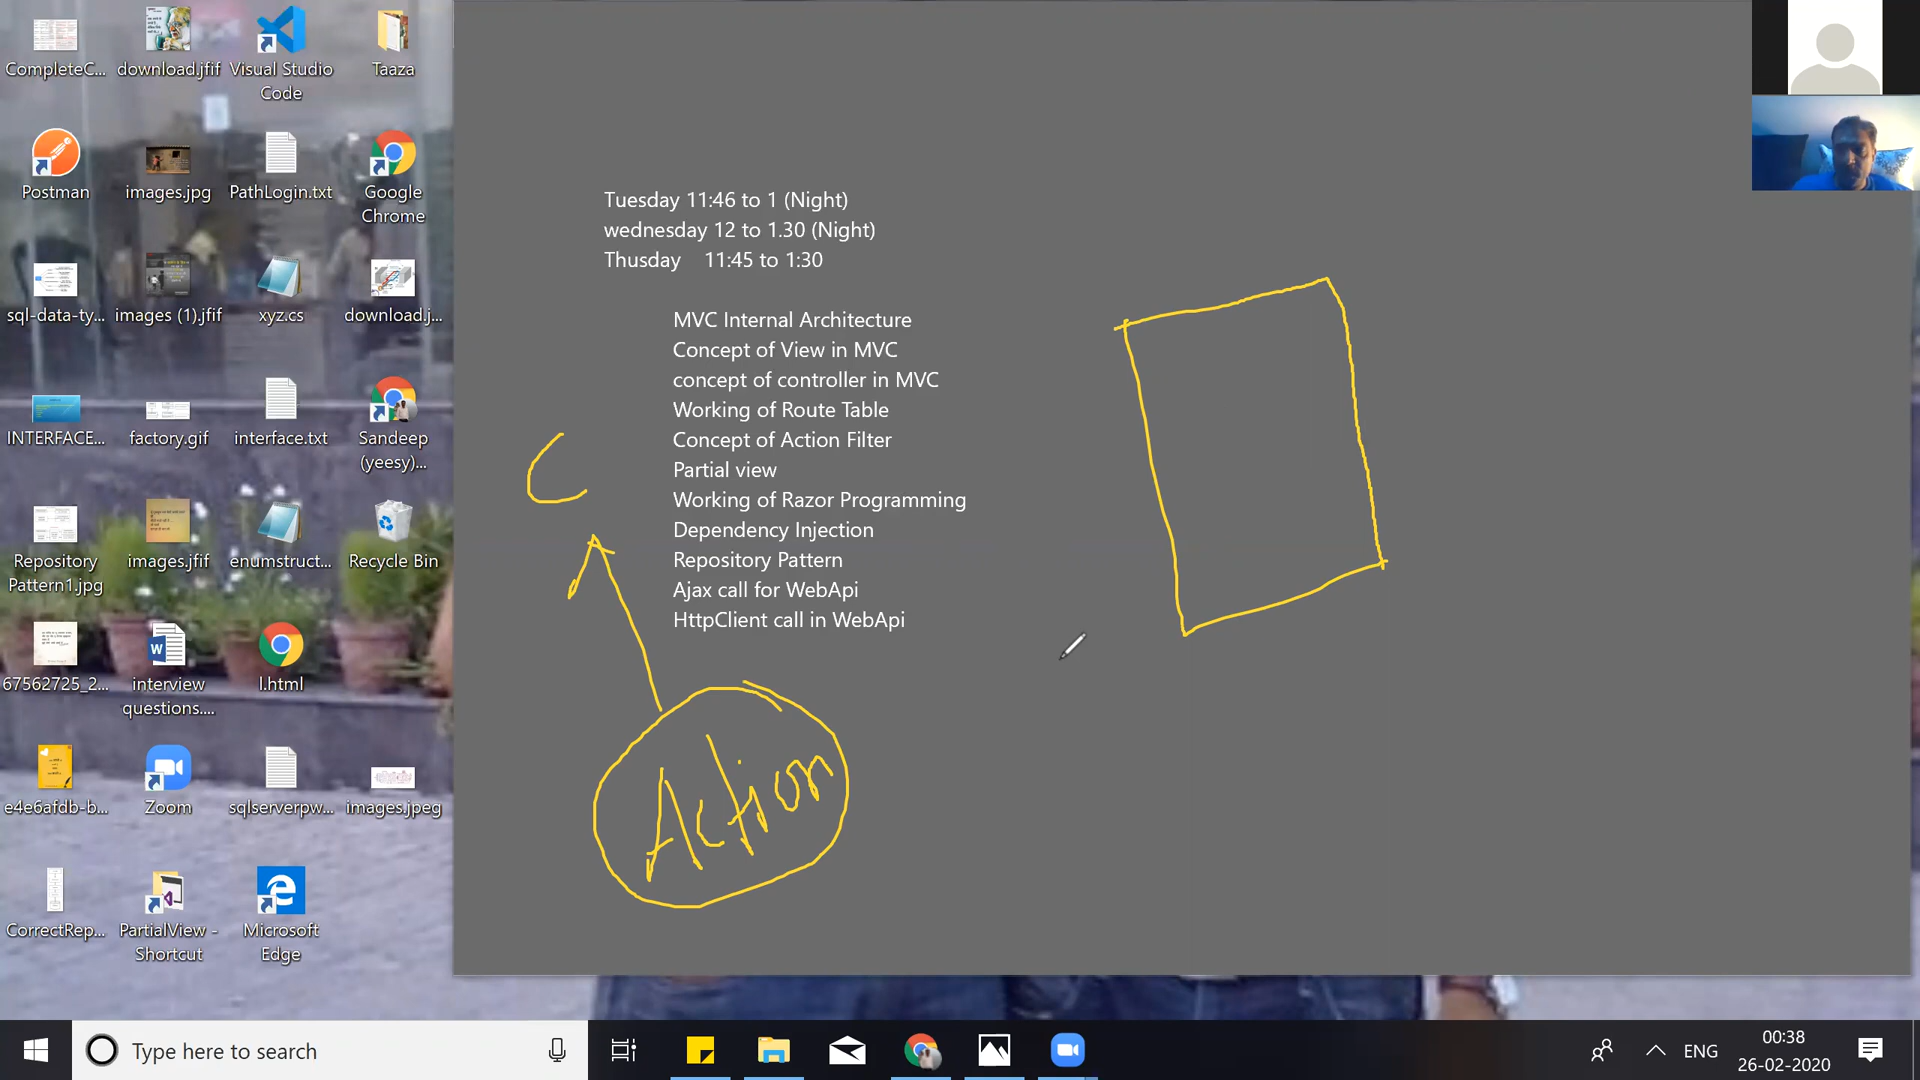 CompleteC...
download.jfif
Visual Studio
Code
Taaza
Postman
images.jpg
PathLogin.txt
Google
Chrome
sql-data-ty...
images (1).jfif
xyz.cs
download.j...
INTERFACE...
factory.gif
interface.txt
Sandeep
(yeesy)...
Repository
Pattern1.jpg
images.jfif
enumstruct...
Recycle Bin
67562725_2...
interview
questions....
l.html
e4e6afdb-b...
Zoom
sqlserverpw...
images.jpeg
CorrectRep...
PartialView -
Shortcut
Microsoft
Edge
Tuesday 11:46 to 1 (Night)
wednesday 12 to 1.30 (Night)
Thusday 11:45 to 1:30
MVC Internal Architecture
Concept of View in MVC
concept of controller in MVC
Working of Route Table
Concept of Action Filter
Partial view
Working of Razor Programming
Dependency Injection
Repository Pattern
Ajax call for WebApi
HttpClient call in WebApi
C
Action
Type here to search
ENG
00:38
26-02-2020